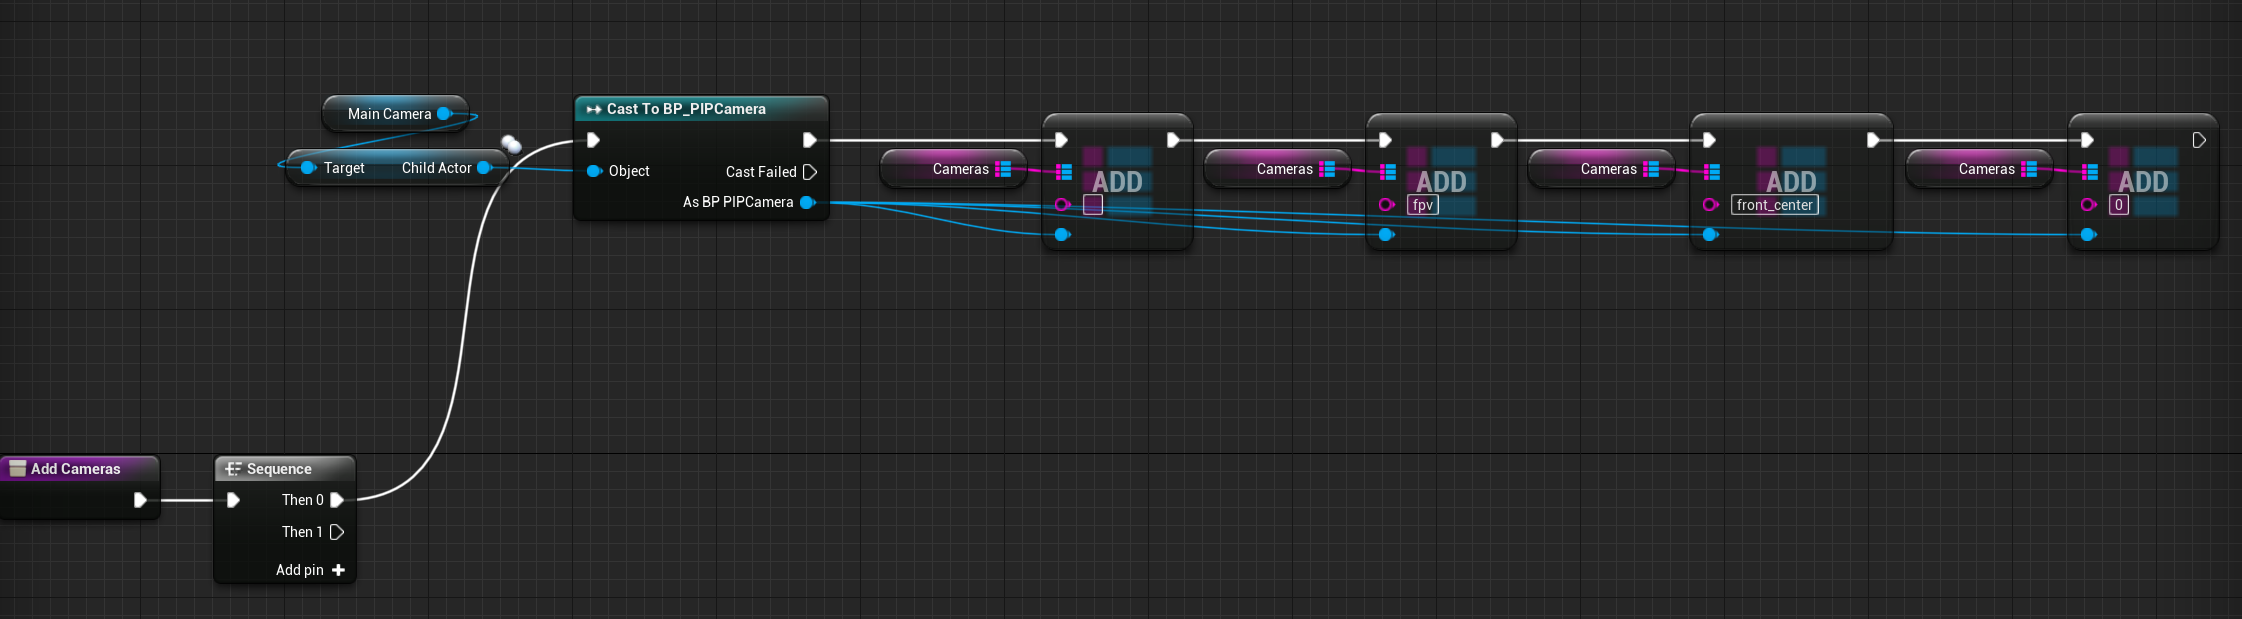 Main Camera
Target Child Actor
Cast To BP_PIPCamera
Object
Cast Failed
As BP PIPCamera
Cameras
ADD
Cameras
ADD
fpv
Cameras
ADD
front_center
Cameras
ADD
0
Add Cameras
Sequence
Then 0
Then 1
Add pin